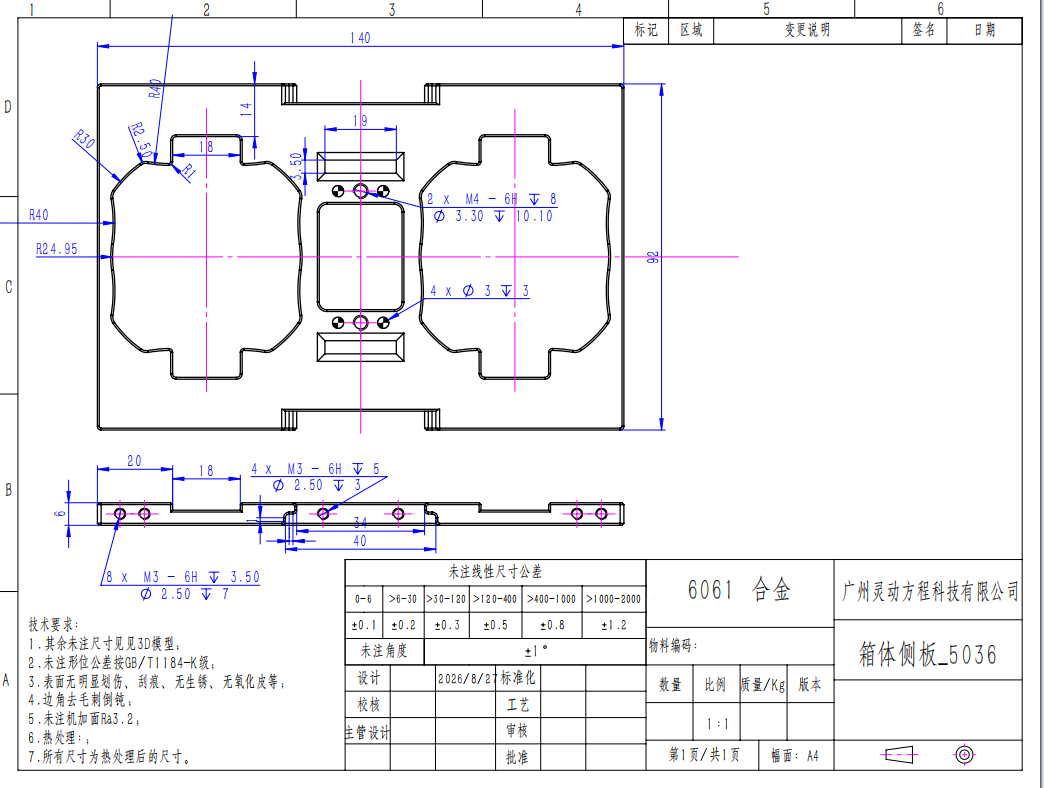 1 2 3 4 5 6
标记 区域 变更说明 签名 日期
140
D
R40
14
R2.50
R30
18
R1
19
3.50
2 x M4 - 6H ↧ 8
Ø 3.30 ↧ 10.10
R40
R24.95
92
C
4 x Ø 3 ↧ 3
B
20
18
4 x M3 - 6H ↧ 5
Ø 2.50 ↧ 3
6
1
34
40
8 x M3 - 6H ↧ 3.50
Ø 2.50 ↧ 7
A
技术要求:
1.其余未注尺寸见见3D模型;
2.未注形位公差按GB/T1184-K级;
3.表面无明显划伤、刮痕、无生锈、无氧化皮等;
4.边角去毛刺倒钝;
5.未注机加面Ra3.2;
6.热处理:;
7.所有尺寸为热处理后的尺寸。
未注线性尺寸公差
0-6 >6-30 >30-120 >120-400 >400-1000 >1000-2000
±0.1 ±0.2 ±0.3 ±0.5 ±0.8 ±1.2
未注角度 ±1°
设计 2026/8/27 标准化
校核 工艺
主管设计 审核
批准
6061 合金
物料编码:
数量 比例 质量/Kg 版本
1:1
第1页/共1页 幅面: A4
广州灵动方程科技有限公司
箱体侧板_5036